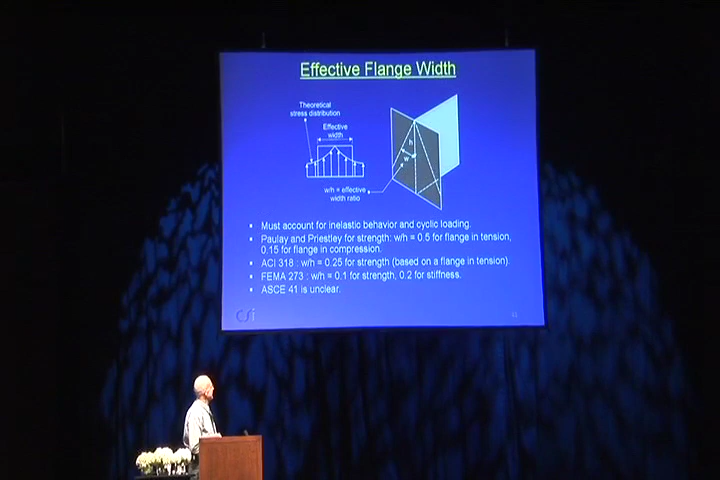 Effective Flange Width
Theoretical
stress distribution
Effective
width
h
w
w/h = effective
width ratio
• Must account for inelastic behavior and cyclic loading.
• Paulay and Priestley for strength: w/h = 0.5 for flange in tension,
0.15 for flange in compression.
• ACI 318 : w/h = 0.25 for strength (based on a flange in tension).
• FEMA 273 : w/h = 0.1 for strength, 0.2 for stiffness.
• ASCE 41 is unclear.
CSi